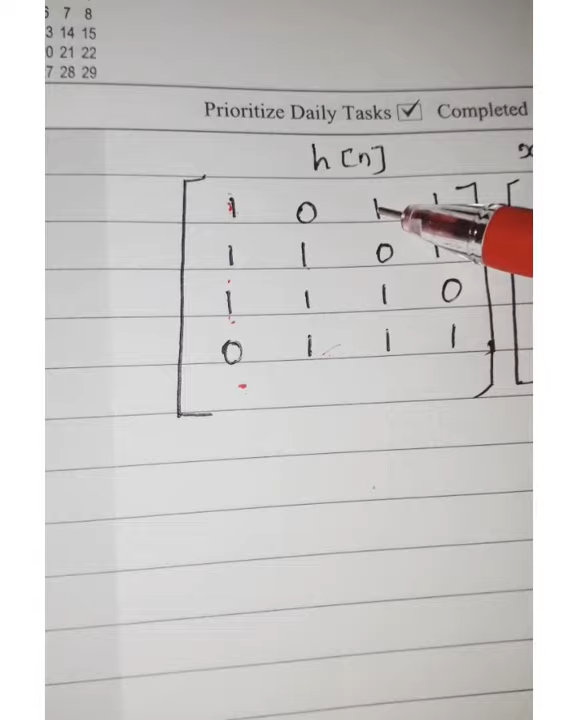 6 7 8
3 14 15
0 21 22
7 28 29
Prioritize Daily Tasks ☑ Completed
h[n] x
1 0 1 1
1 1 0 1
1 1 1 0
0 1 1 1